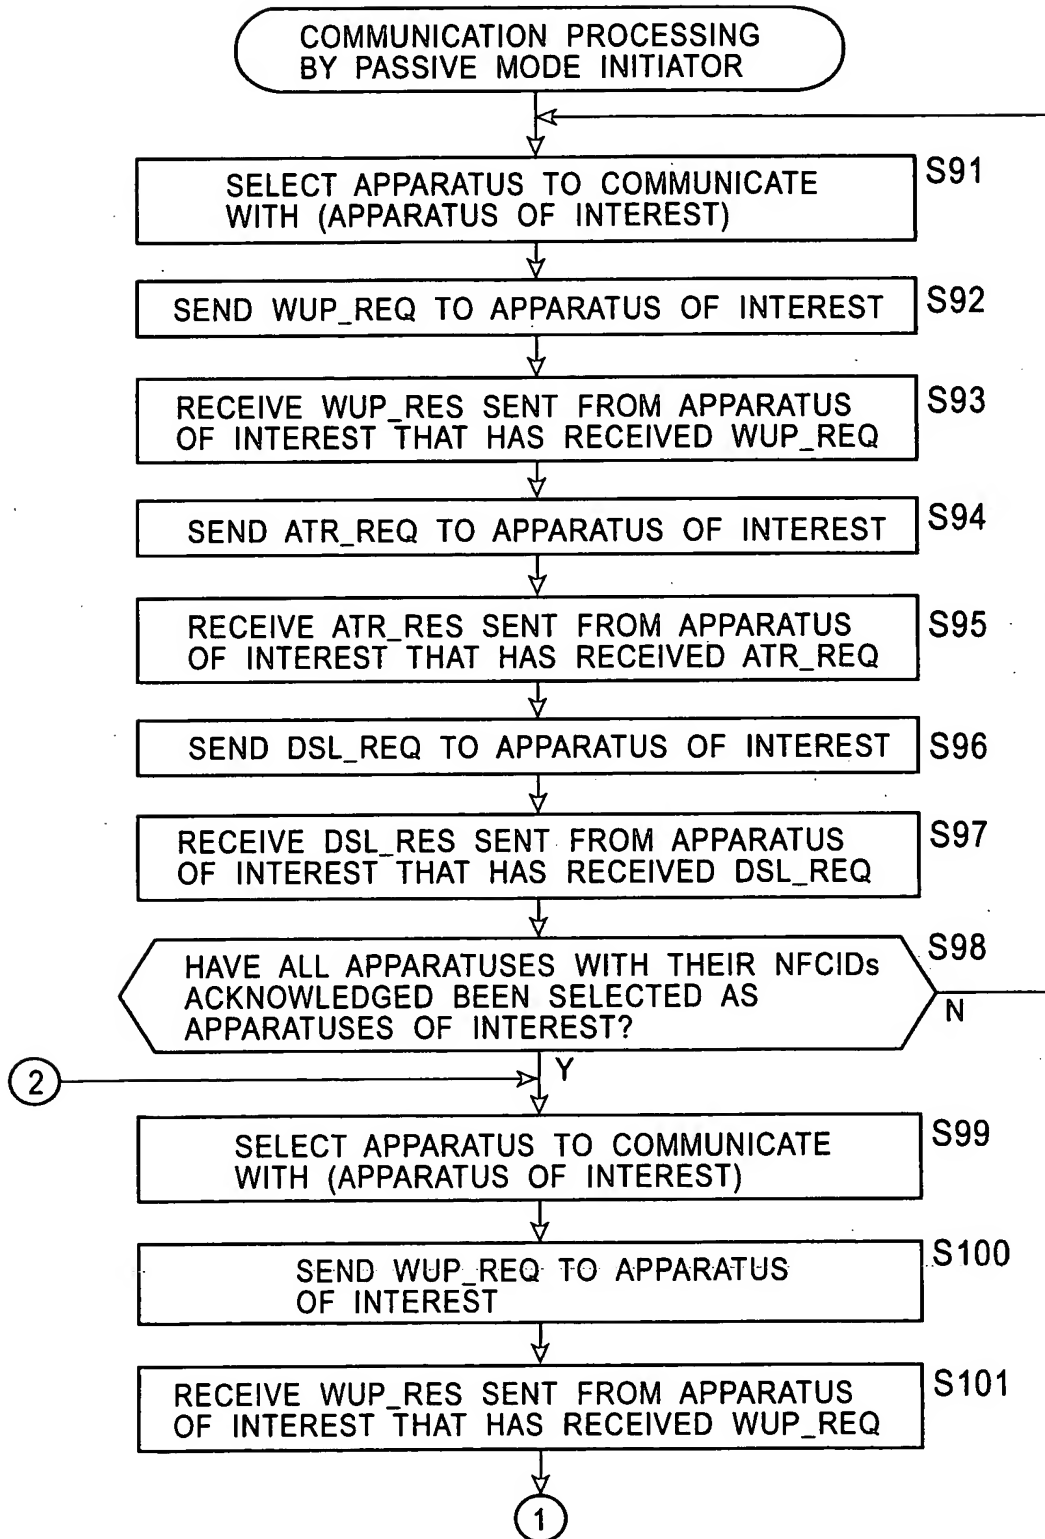 COMMUNICATION PROCESSING
BY PASSIVE MODE INITIATOR
SELECT APPARATUS TO COMMUNICATE
WITH (APPARATUS OF INTEREST)
S91
SEND WUP_REQ TO APPARATUS OF INTEREST
S92
RECEIVE WUP_RES SENT FROM APPARATUS
OF INTEREST THAT HAS RECEIVED WUP_REQ
S93
SEND ATR_REQ TO APPARATUS OF INTEREST
S94
RECEIVE ATR_RES SENT FROM APPARATUS
OF INTEREST THAT HAS RECEIVED ATR_REQ
S95
SEND DSL_REQ TO APPARATUS OF INTEREST
S96
RECEIVE DSL_RES SENT FROM APPARATUS
OF INTEREST THAT HAS RECEIVED DSL_REQ
S97
HAVE ALL APPARATUSES WITH THEIR NFCIDs
ACKNOWLEDGED BEEN SELECTED AS
APPARATUSES OF INTEREST?
S98
N
Y
2
SELECT APPARATUS TO COMMUNICATE
WITH (APPARATUS OF INTEREST)
S99
SEND WUP_REQ TO APPARATUS
OF INTEREST
S100
RECEIVE WUP_RES SENT FROM APPARATUS
OF INTEREST THAT HAS RECEIVED WUP_REQ
S101
1